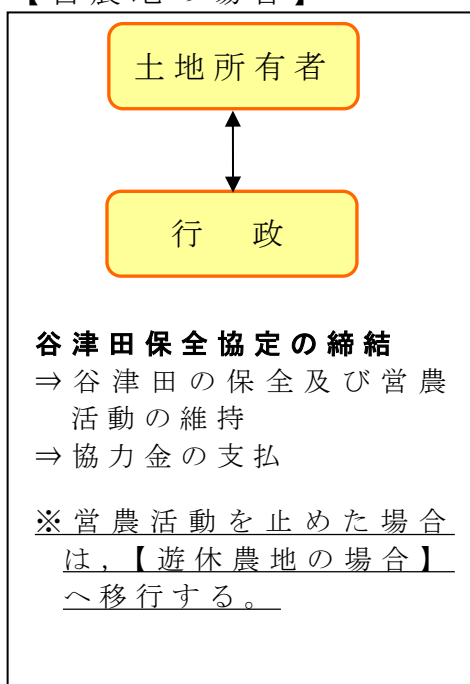 【営農地の場合】
土地所有者
行　政
谷津田保全協定の締結
⇒谷津田の保全及び営農
活動の維持
⇒協力金の支払
※営農活動を止めた場合
は，【遊休農地の場合】
へ移行する。